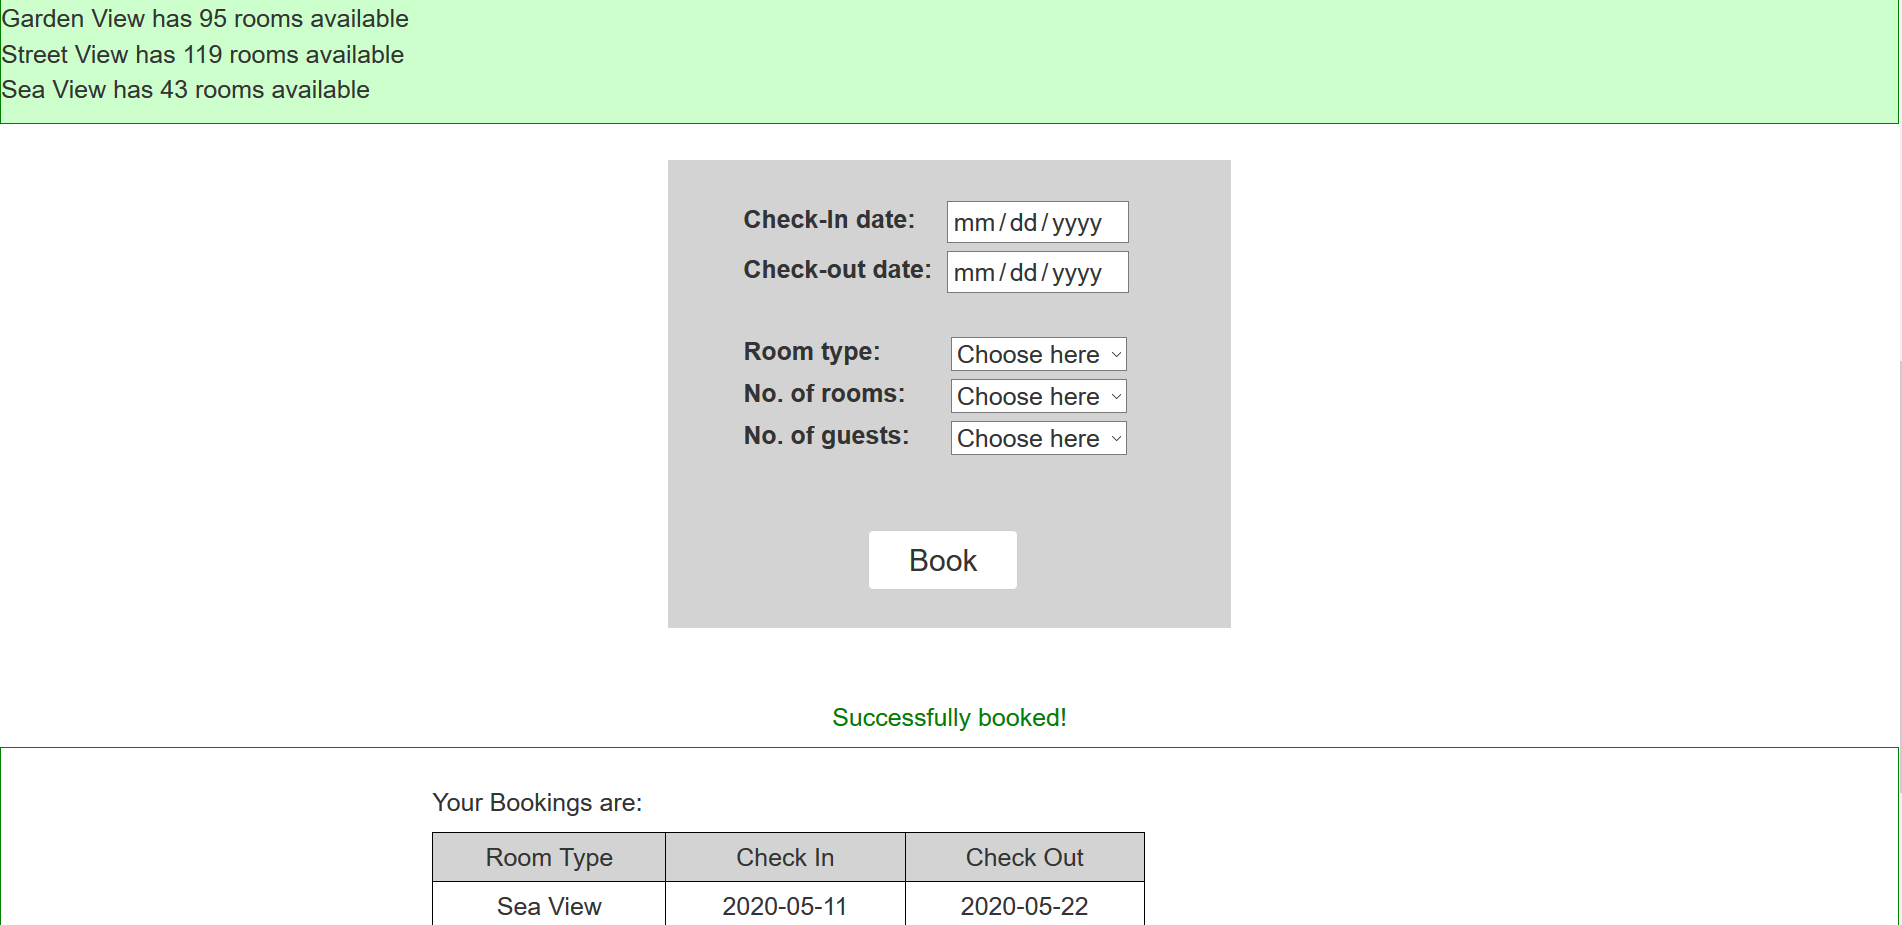 Garden View has 95 rooms available
Street View has 119 rooms available
Sea View has 43 rooms available
Check-In date: mm/dd/yyyy
Check-out date: mm/dd/yyyy
Room type: Choose here
No. of rooms: Choose here
No. of guests: Choose here
Book
Successfully booked!
Your Bookings are:
Room Type Check In Check Out
Sea View 2020-05-11 2020-05-22